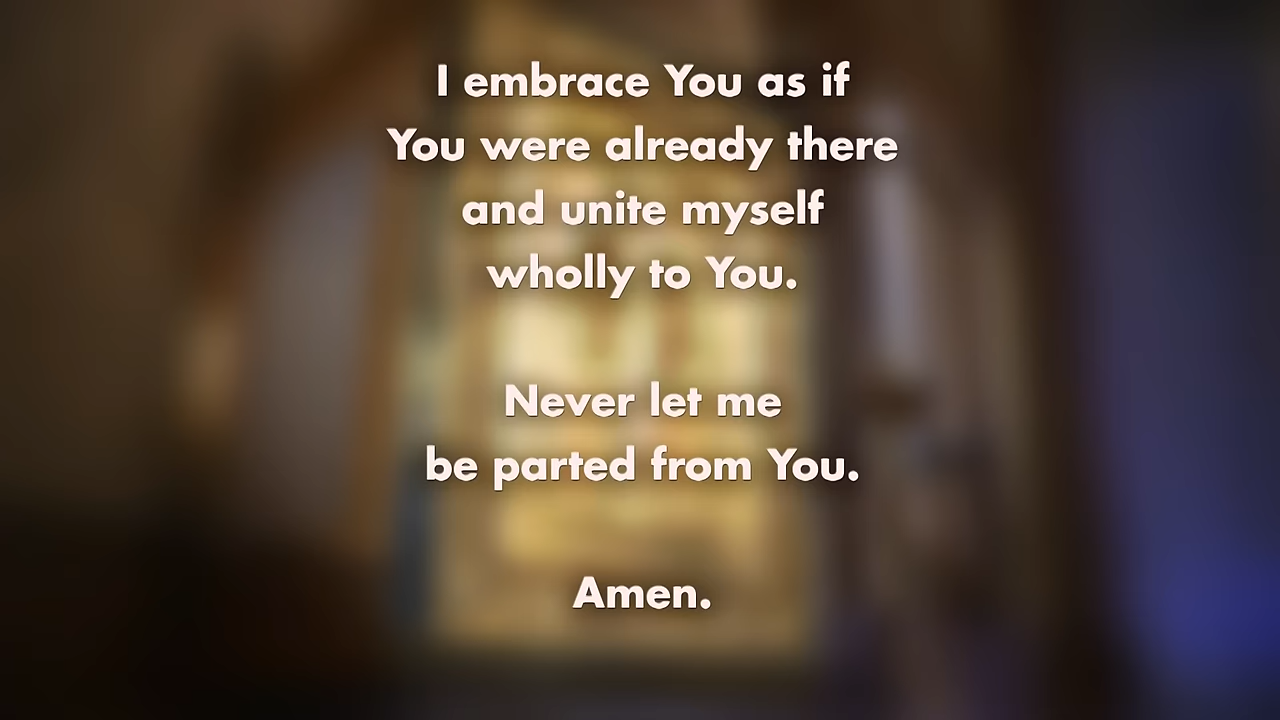 I embrace You as if
You were already there
and unite myself
wholly to You.
Never let me
be parted from You.
Amen.